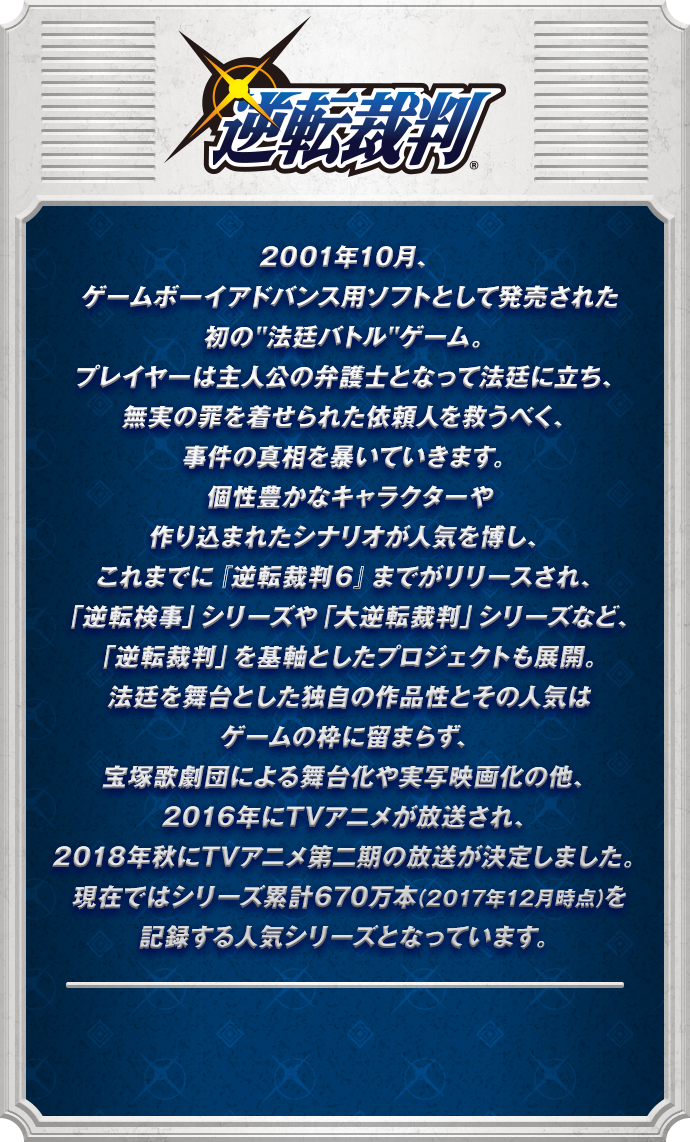 逆転裁判®
2001年10月、
ゲームボーイアドバンス用ソフトとして発売された
初の"法廷バトル"ゲーム。
プレイヤーは主人公の弁護士となって法廷に立ち、
無実の罪を着せられた依頼人を救うべく、
事件の真相を暴いていきます。
個性豊かなキャラクターや
作り込まれたシナリオが人気を博し、
これまでに『逆転裁判6』までがリリースされ、
「逆転検事」シリーズや「大逆転裁判」シリーズなど、
「逆転裁判」を基軸としたプロジェクトも展開。
法廷を舞台とした独自の作品性とその人気は
ゲームの枠に留まらず、
宝塚歌劇団による舞台化や実写映画化の他、
2016年にTVアニメが放送され、
2018年秋にTVアニメ第二期の放送が決定しました。
現在ではシリーズ累計670万本(2017年12月時点)を
記録する人気シリーズとなっています。